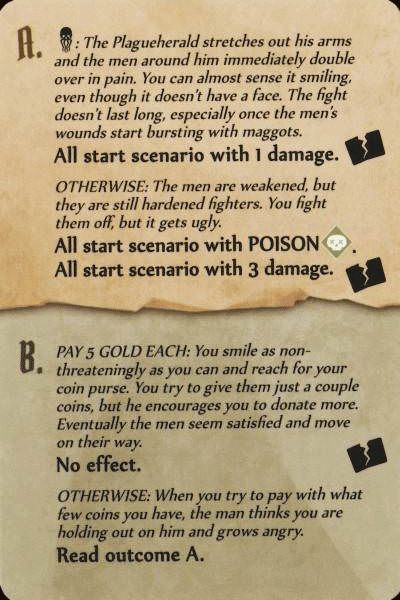 A. : The Plagueherald stretches out his arms
and the men around him immediately double
over in pain. You can almost sense it smiling,
even though it doesn't have a face. The fight
doesn't last long, especially once the men's
wounds start bursting with maggots.
All start scenario with 1 damage.
OTHERWISE: The men are weakened, but
they are still hardened fighters. You fight
them off, but it gets ugly.
All start scenario with POISON .
All start scenario with 3 damage.
B. PAY 5 GOLD EACH: You smile as non-
threateningly as you can and reach for your
coin purse. You try to give them just a couple
coins, but he encourages you to donate more.
Eventually the men seem satisfied and move
on their way.
No effect.
OTHERWISE: When you try to pay with what
few coins you have, the man thinks you are
holding out on him and grows angry.
Read outcome A.